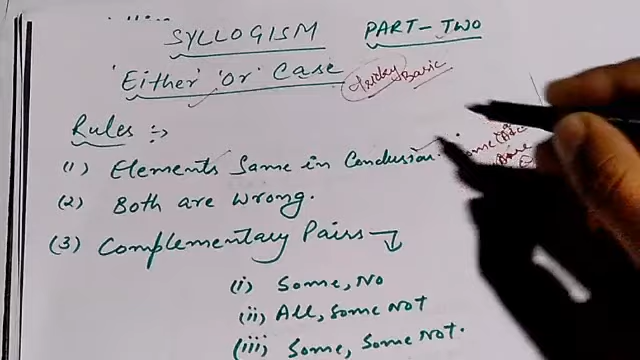 SYLLOGISM PART-TWO
'Either' 'Or' Case Tricky Basic
Rules :->
(1) Elements Same in Conclusion.
(2) Both are Wrong.
(3) Complementary Pairs
(i) Some, No
(ii) All, Some Not
(iii) Some, Some Not.